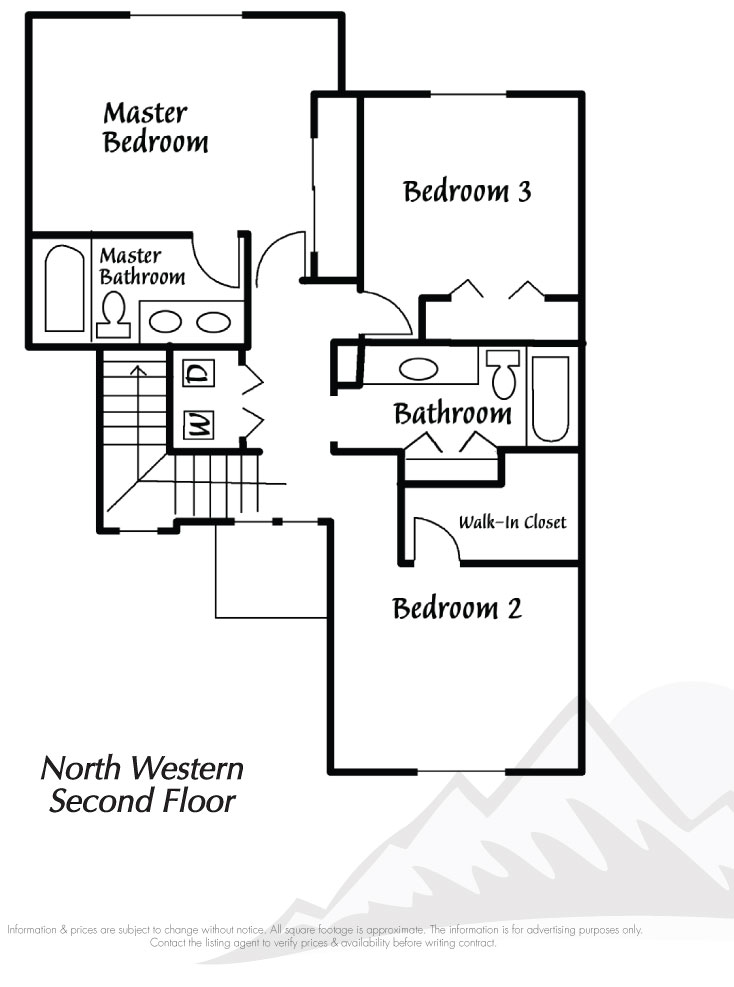 Master
Bedroom
Bedroom 3
Master
Bathroom
D
W
Bathroom
Walk-In Closet
Bedroom 2
North Western
Second Floor
Information & prices are subject to change without notice. All square footage is approximate. The information is for advertising purposes only.
Contact the listing agent to verify prices & availability before writing contract.